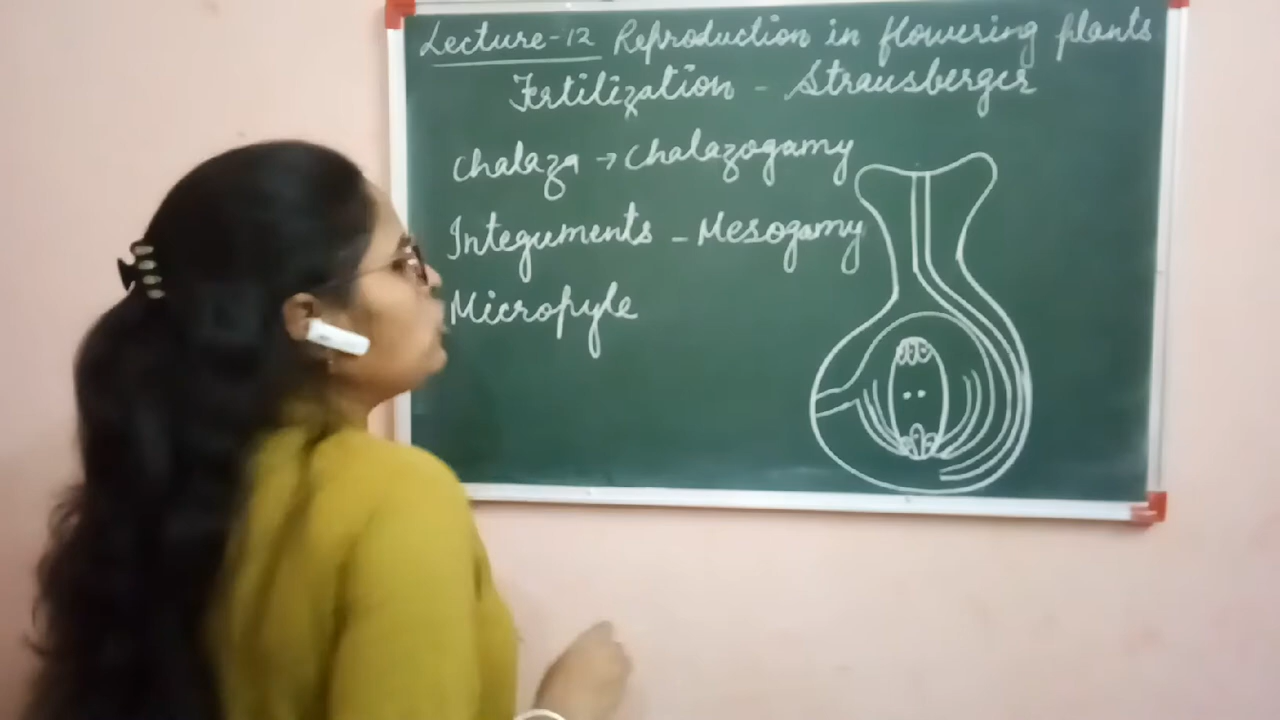 Lecture-12 Reproduction in flowering plants
Fertilization - Strausberger
Chalaza → Chalazogamy
Integuments - Mesogamy
Micropyle